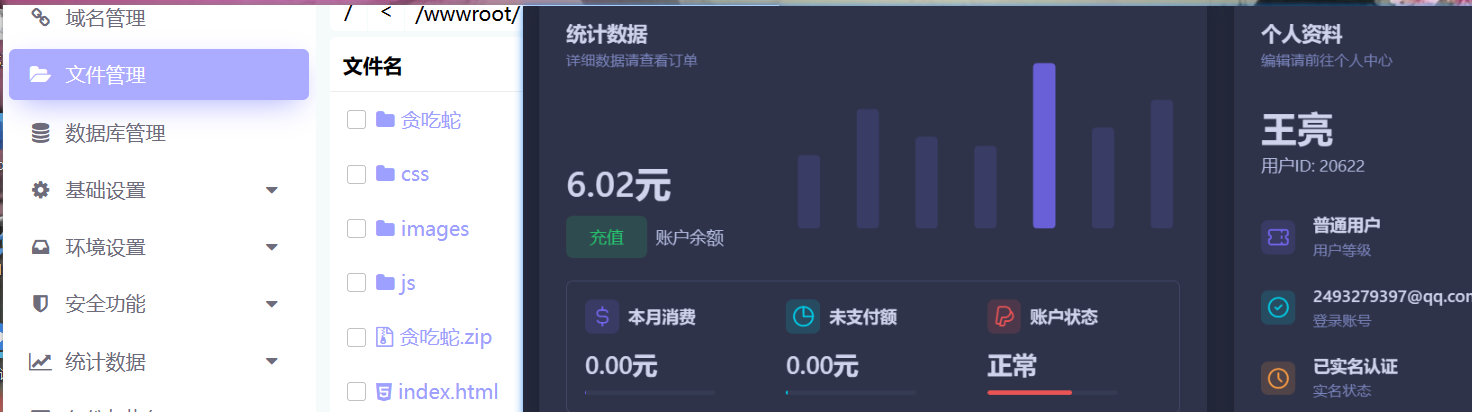 域名管理
文件管理
数据库管理
基础设置
环境设置
安全功能
统计数据
/ < /wwwroot/
文件名
贪吃蛇
css
images
js
贪吃蛇.zip
index.html
统计数据
详细数据请查看订单
6.02元
充值 账户余额
本月消费
0.00元
未支付额
0.00元
账户状态
正常
个人资料
编辑请前往个人中心
王亮
用户ID: 20622
普通用户
用户等级
2493279397@qq.com
登录账号
已实名认证
实名状态